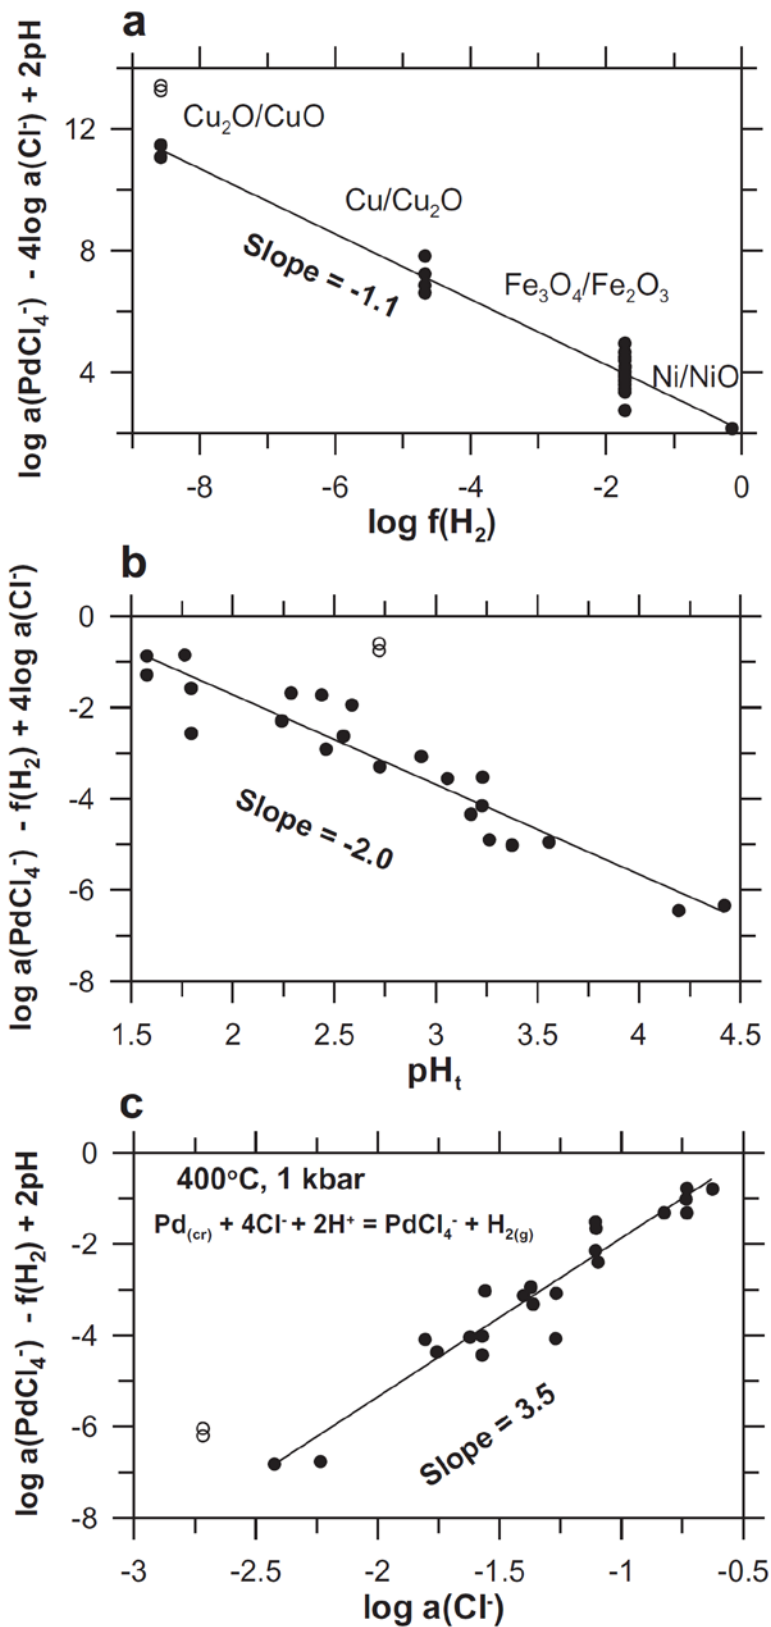 a
log a(PdCl₄⁻) - 4log a(Cl⁻) + 2pH
12
8
4
Cu₂O/CuO
Cu/Cu₂O
Fe₃O₄/Fe₂O₃
Ni/NiO
Slope = -1.1
-8 -6 -4 -2 0
log f(H₂)
b
log a(PdCl₄⁻) - f(H₂) + 4log a(Cl⁻)
0
-2
-4
-6
-8
Slope = -2.0
1.5 2 2.5 3 3.5 4 4.5
pHₜ
c
log a(PdCl₄⁻) - f(H₂) + 2pH
0
-2
-4
-6
-8
400°C, 1 kbar
Pd₍cr₎ + 4Cl⁻ + 2H⁺ = PdCl₄⁻ + H₂₍g₎
Slope = 3.5
-3 -2.5 -2 -1.5 -1 -0.5
log a(Cl⁻)